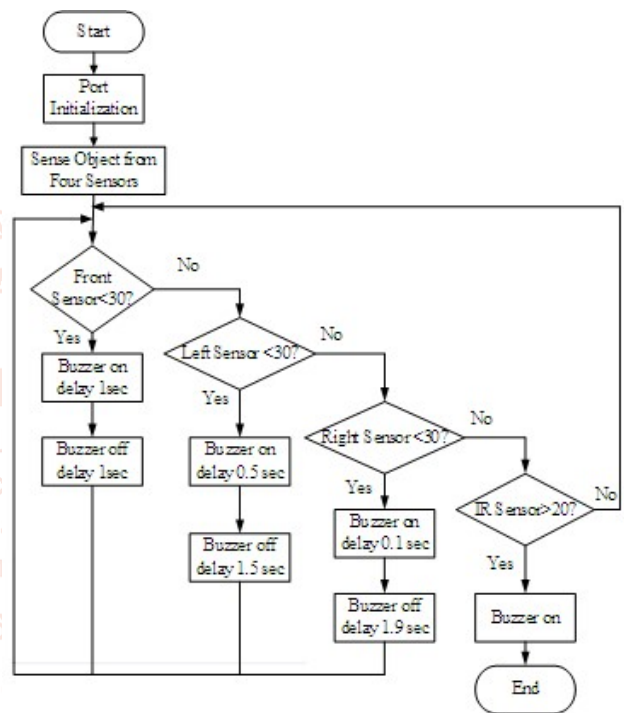 Start
Port
Initialization
Sense Object from
Four Sensors
Front
Sensor<30?
No
Yes
Buzzer on
delay 1sec
Buzzer off
delay 1sec
Left Sensor <30?
No
Yes
Buzzer on
delay 0.5 sec
Buzzer off
delay 1.5 sec
Right Sensor <30?
No
Yes
Buzzer on
delay 0.1 sec
Buzzer off
delay 1.9 sec
IR Sensor>20?
No
Yes
Buzzer on
End